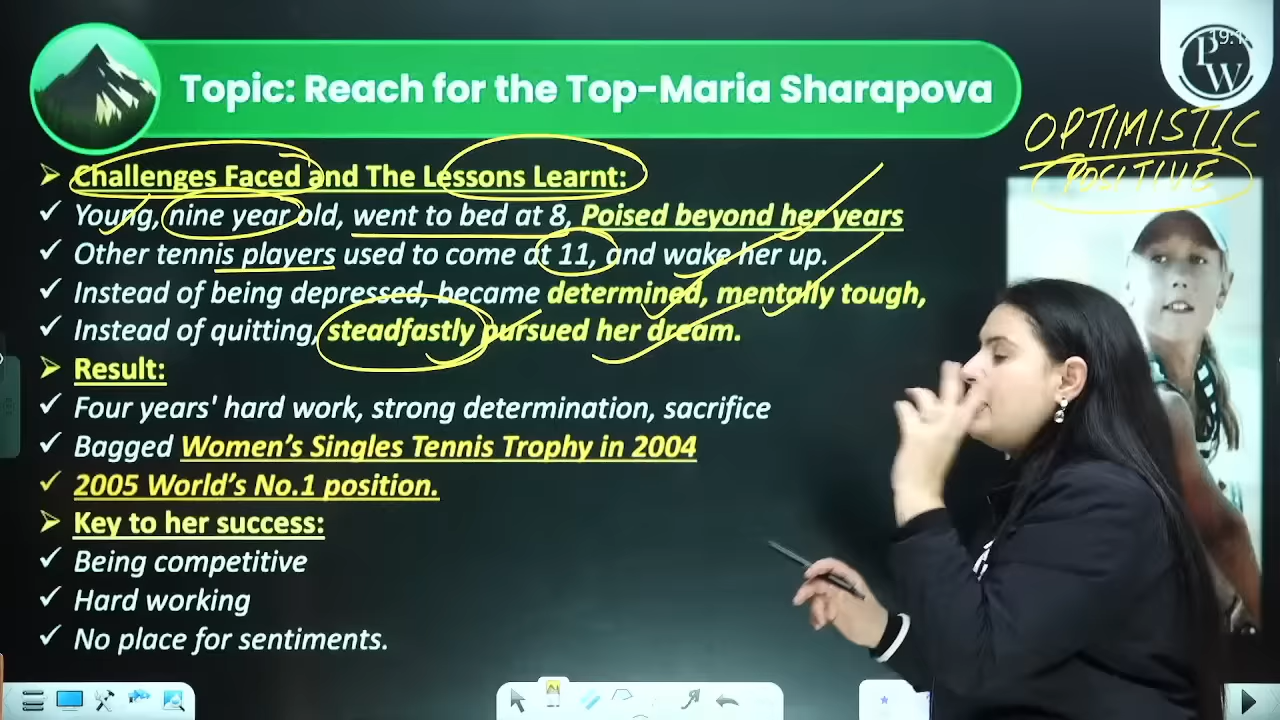 Topic: Reach for the Top-Maria Sharapova
PW
OPTIMISTIC
POSITIVE
➤ Challenges Faced and The Lessons Learnt:
✓ Young, nine year old, went to bed at 8, Poised beyond her years
✓ Other tennis players used to come at 11, and wake her up.
✓ Instead of being depressed, became determined, mentally tough,
✓ Instead of quitting, steadfastly pursued her dream.
➤ Result:
✓ Four years' hard work, strong determination, sacrifice
✓ Bagged Women’s Singles Tennis Trophy in 2004
✓ 2005 World’s No.1 position.
➤ Key to her success:
✓ Being competitive
✓ Hard working
✓ No place for sentiments.